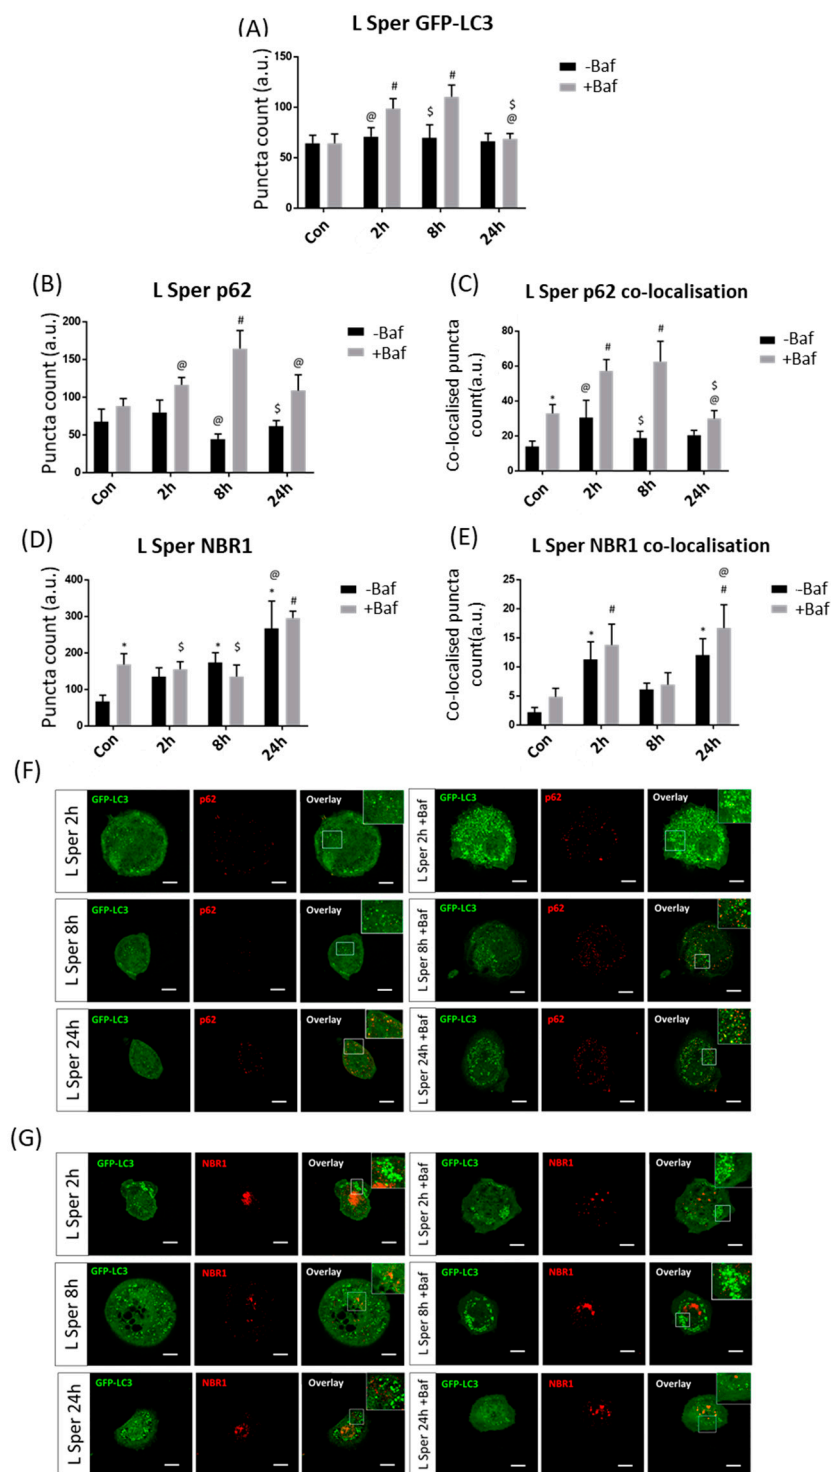 (A)
L Sper GFP-LC3
Puncta count (a.u.)
150
100
50
0
@
#
$
#
$
@
-Baf
+Baf
Con
2h
8h
24h
(B)
L Sper p62
Puncta count (a.u.)
200
150
100
50
0
@
@
#
$
@
-Baf
+Baf
Con
2h
8h
24h
(C)
L Sper p62 co-localisation
Co-localised puncta
count(a.u.)
80
60
40
20
0
*
@
#
$
#
$
@
-Baf
+Baf
Con
2h
8h
24h
(D)
L Sper NBR1
Puncta count (a.u.)
400
300
200
100
0
*
$
*
$
@
*
#
-Baf
+Baf
Con
2h
8h
24h
(E)
L Sper NBR1 co-localisation
Co-localised puncta
count(a.u.)
25
20
15
10
5
0
*
#
*
@
#
-Baf
+Baf
Con
2h
8h
24h
(F)
L Sper 2h
GFP-LC3
p62
Overlay
L Sper 2h +Baf
GFP-LC3
p62
Overlay
L Sper 8h
GFP-LC3
p62
Overlay
L Sper 8h +Baf
GFP-LC3
p62
Overlay
L Sper 24h
GFP-LC3
p62
Overlay
L Sper 24h +Baf
GFP-LC3
p62
Overlay
(G)
L Sper 2h
GFP-LC3
NBR1
Overlay
L Sper 2h +Baf
GFP-LC3
NBR1
Overlay
L Sper 8h
GFP-LC3
NBR1
Overlay
L Sper 8h +Baf
GFP-LC3
NBR1
Overlay
L Sper 24h
GFP-LC3
NBR1
Overlay
L Sper 24h +Baf
GFP-LC3
NBR1
Overlay